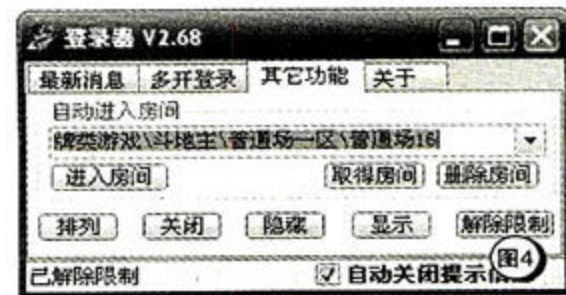 登录器 V2.68
最新消息 多开登录 其它功能 关于
自动进入房间
牌类游戏\斗地主\普通场一区\普通场16
进入房间 取得房间 删除房间
排列 关闭 隐藏 显示 解除限制
图4
已解除限制 自动关闭提示信